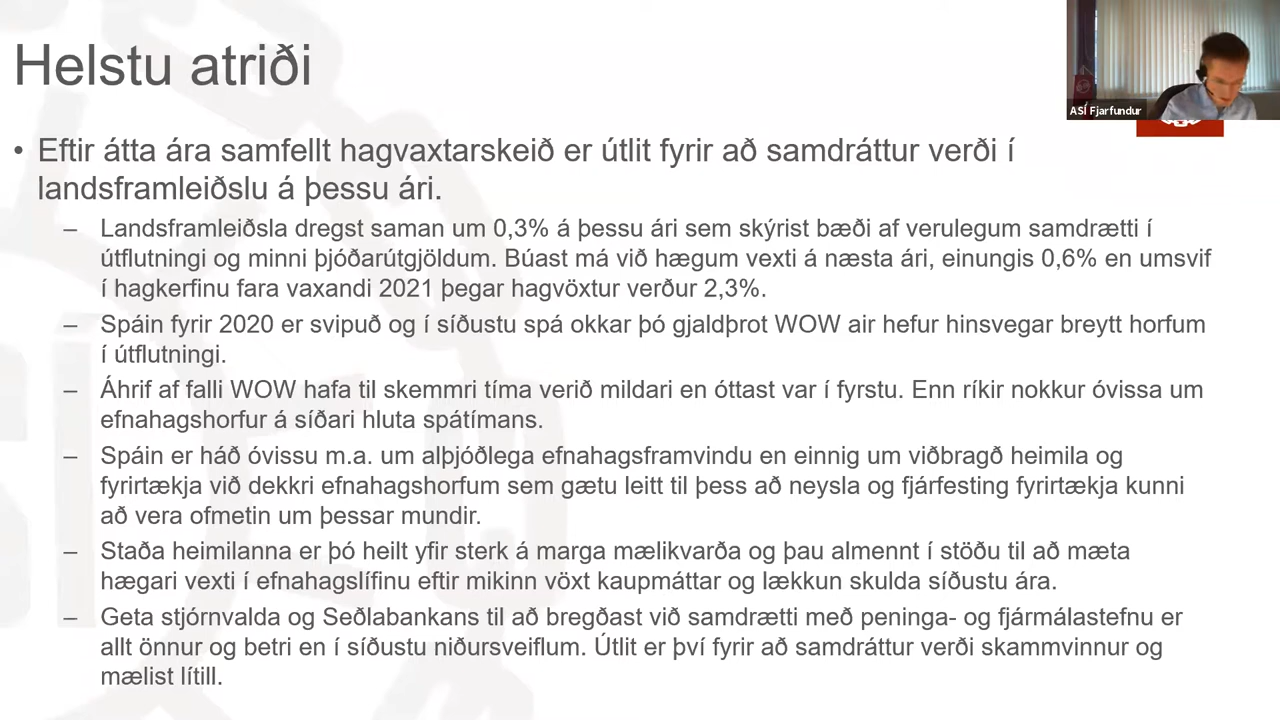 Helstu atriði
ASÍ Fjarfundur
• Eftir átta ára samfellt hagvaxtarskeið er útlit fyrir að samdráttur verði í
landsframleiðslu á þessu ári.
– Landsframleiðsla dregst saman um 0,3% á þessu ári sem skýrist bæði af verulegum samdrætti í
útflutningi og minni þjóðarútgjöldum. Búast má við hægum vexti á næsta ári, einungis 0,6% en umsvif
í hagkerfinu fara vaxandi 2021 þegar hagvöxtur verður 2,3%.
– Spáin fyrir 2020 er svipuð og í síðustu spá okkar þó gjaldþrot WOW air hefur hinsvegar breytt horfum
í útflutningi.
– Áhrif af falli WOW hafa til skemmri tíma verið mildari en óttast var í fyrstu. Enn ríkir nokkur óvissa um
efnahagshorfur á síðari hluta spátímans.
– Spáin er háð óvissu m.a. um alþjóðlega efnahagsframvindu en einnig um viðbragð heimila og
fyrirtækja við dekkri efnahagshorfum sem gætu leitt til þess að neysla og fjárfesting fyrirtækja kunni
að vera ofmetin um þessar mundir.
– Staða heimilanna er þó heilt yfir sterk á marga mælikvarða og þau almennt í stöðu til að mæta
hægari vexti í efnahagslífinu eftir mikinn vöxt kaupmáttar og lækkun skulda síðustu ára.
– Geta stjórnvalda og Seðlabankans til að bregðast við samdrætti með peninga- og fjármálastefnu er
allt önnur og betri en í síðustu niðursveiflum. Útlit er því fyrir að samdráttur verði skammvinnur og
mælist lítill.